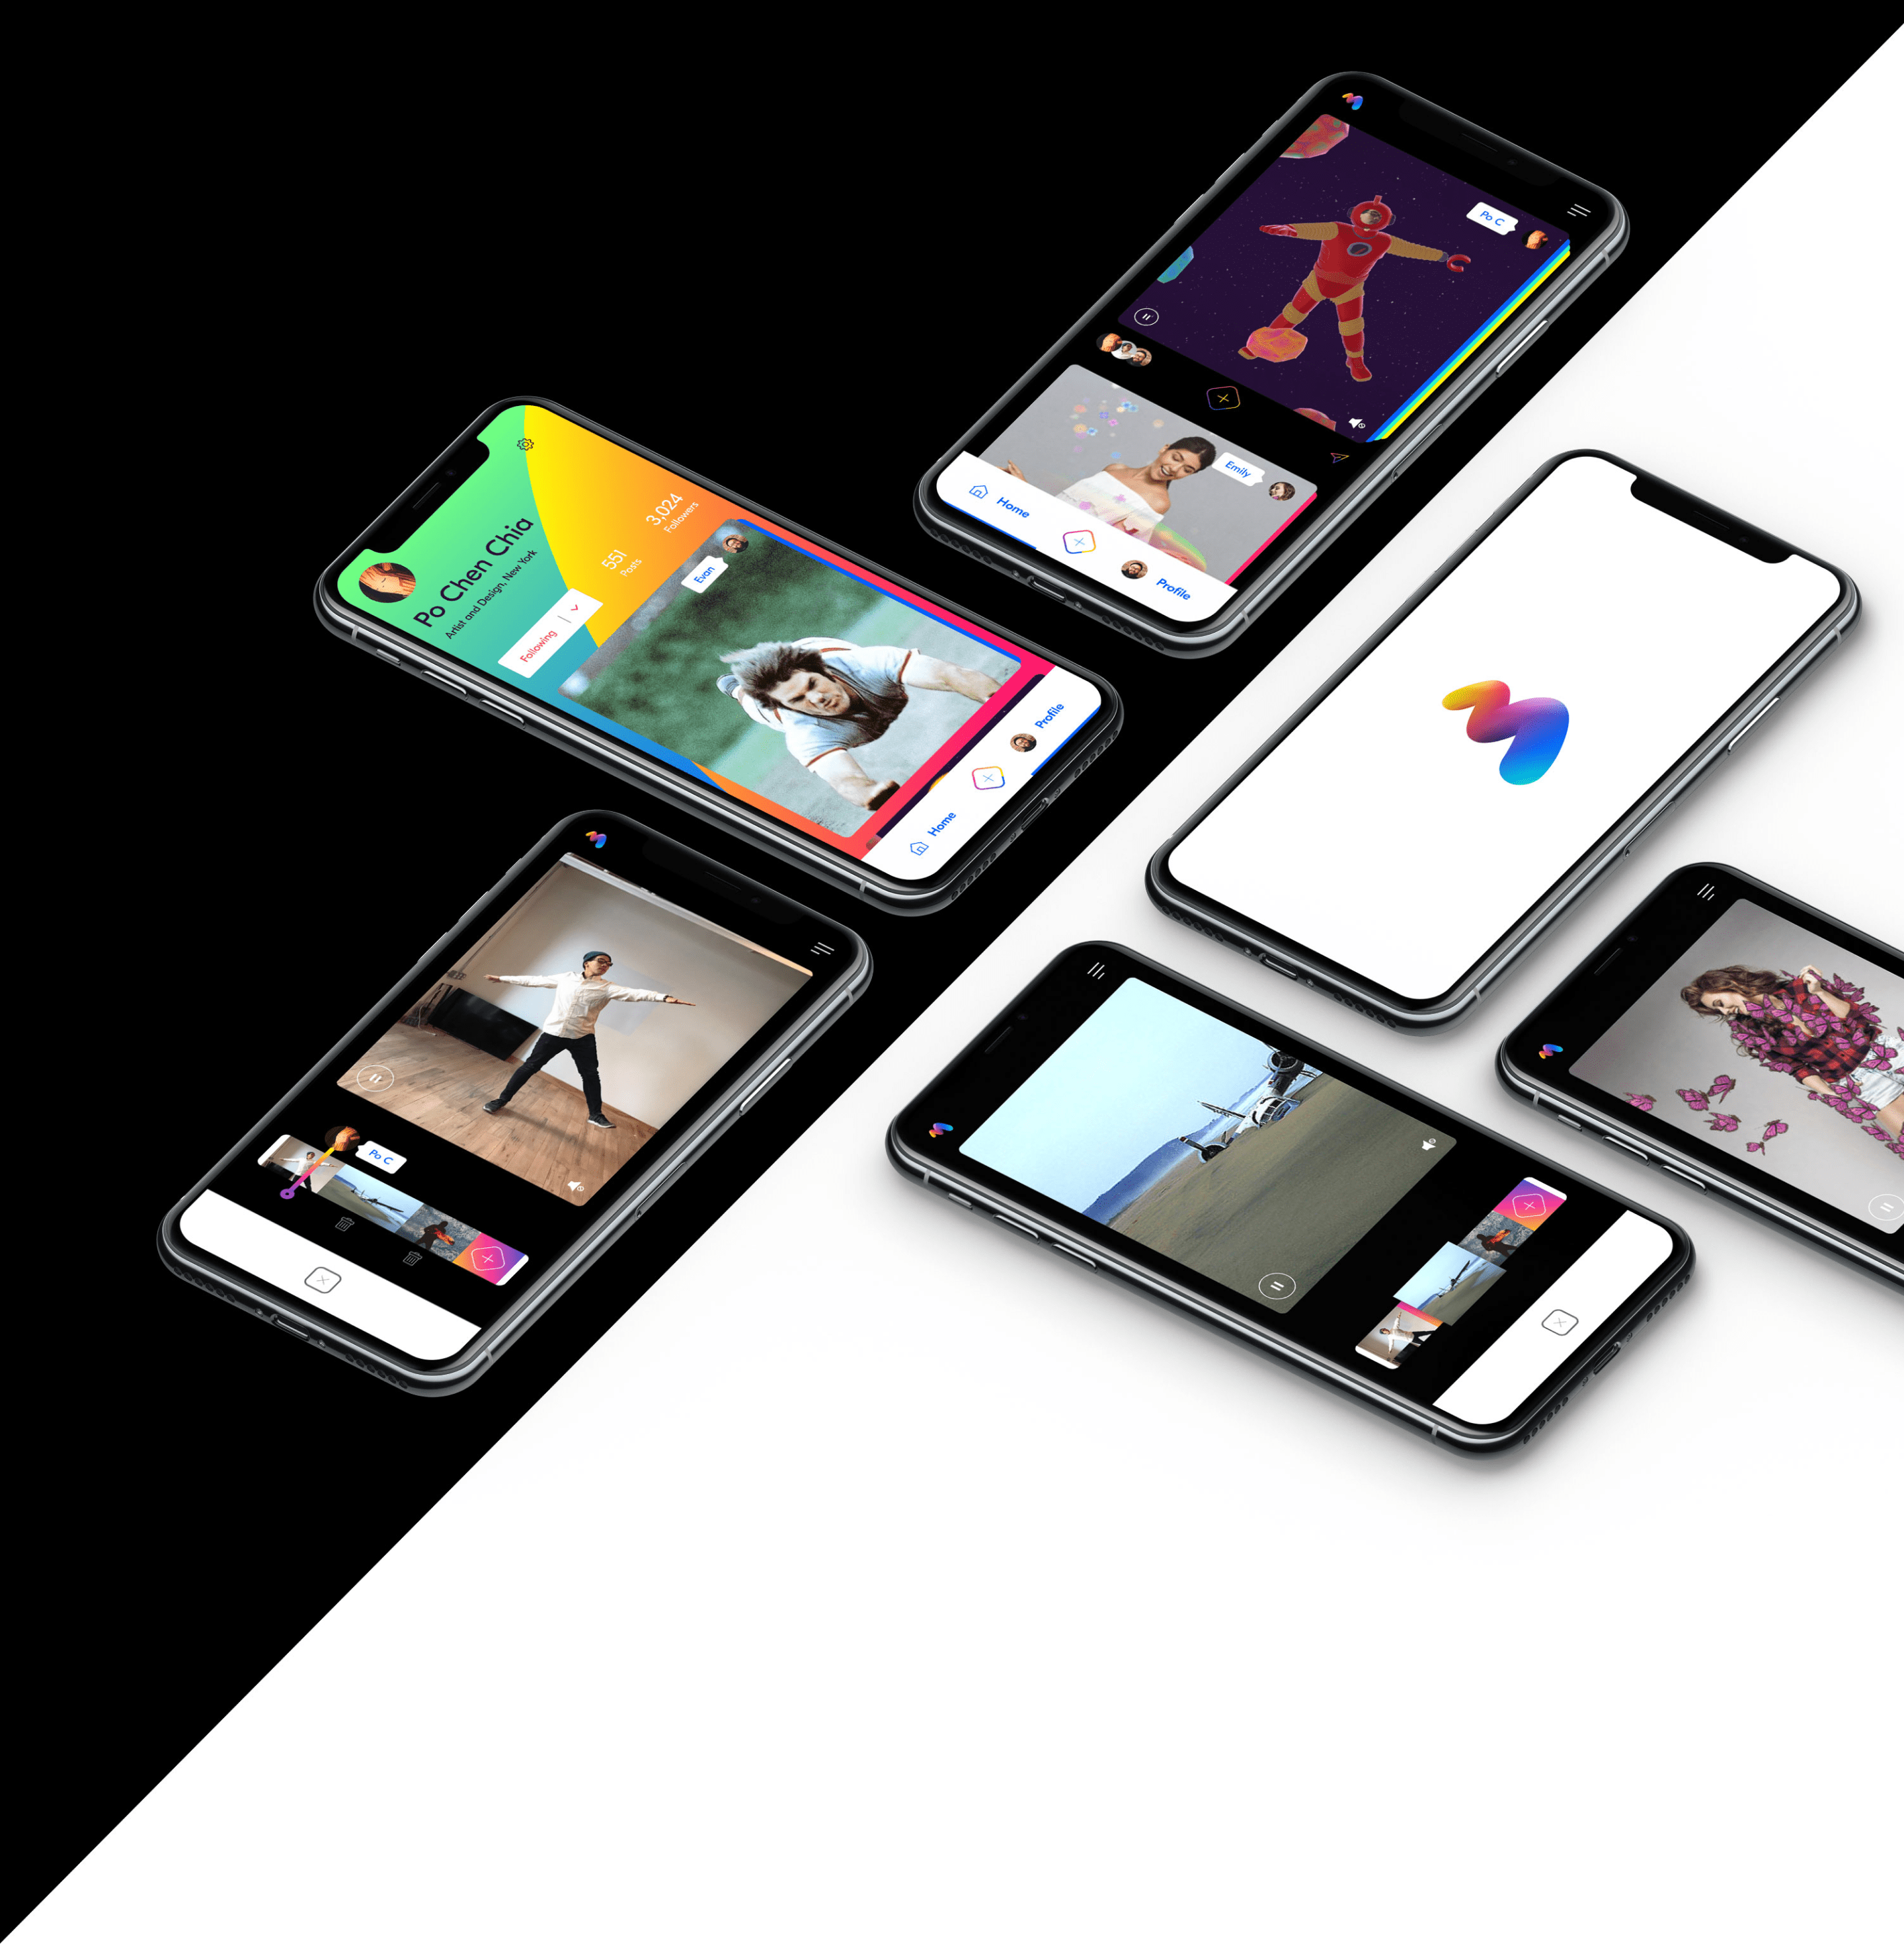 Po C
Emily
Home
Profile
Po Chen Chia
Artist and Design, New York
551
Posts
3,024
Followers
Following
Evan
Home
Profile
Po C